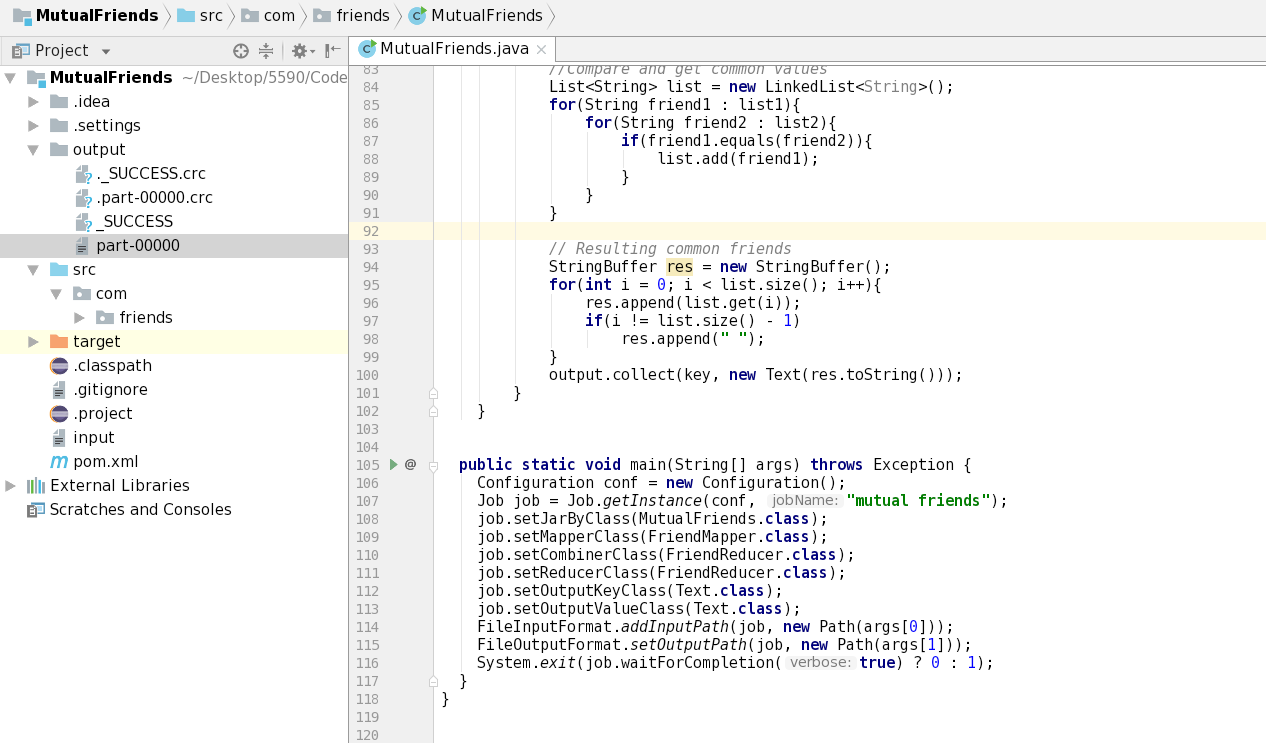 MutualFriends src com friends MutualFriends
Project
MutualFriends ~/Desktop/5590/Code
.idea
.settings
output
._SUCCESS.crc
.part-00000.crc
_SUCCESS
part-00000
src
com
friends
target
.classpath
.gitignore
.project
input
pom.xml
External Libraries
Scratches and Consoles
MutualFriends.java
83 //Compare and get common values
84 List<String> list = new LinkedList<String>();
85 for(String friend1 : list1){
86 for(String friend2 : list2){
87 if(friend1.equals(friend2)){
88 list.add(friend1);
89 }
90 }
91 }
92
93 // Resulting common friends
94 StringBuffer res = new StringBuffer();
95 for(int i = 0; i < list.size(); i++){
96 res.append(list.get(i));
97 if(i != list.size() - 1)
98 res.append(" ");
99 }
100 output.collect(key, new Text(res.toString()));
101 }
102 }
103
104
105 @ public static void main(String[] args) throws Exception {
106 Configuration conf = new Configuration();
107 Job job = Job.getInstance(conf, jobName: "mutual friends");
108 job.setJarByClass(MutualFriends.class);
109 job.setMapperClass(FriendMapper.class);
110 job.setCombinerClass(FriendReducer.class);
111 job.setReducerClass(FriendReducer.class);
112 job.setOutputKeyClass(Text.class);
113 job.setOutputValueClass(Text.class);
114 FileInputFormat.addInputPath(job, new Path(args[0]));
115 FileOutputFormat.setOutputPath(job, new Path(args[1]));
116 System.exit(job.waitForCompletion( verbose: true) ? 0 : 1);
117 }
118 }
119
120